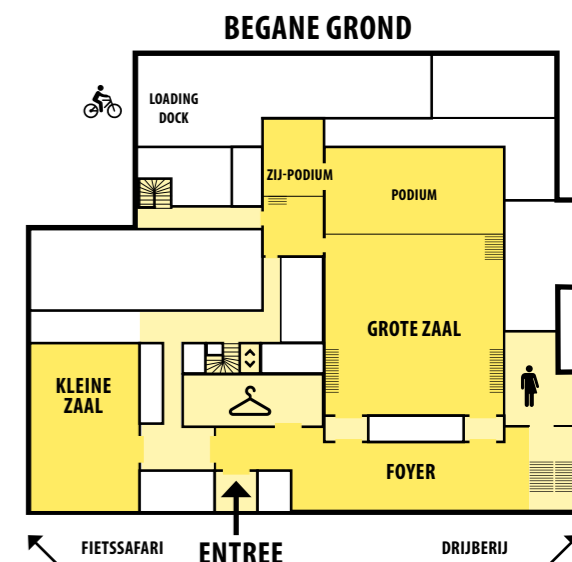 BEGANE GROND
LOADING
DOCK
ZIJ-PODIUM
PODIUM
GROTE ZAAL
KLEINE
ZAAL
FOYER
FIETSSAFARI
ENTREE
DRIJBERIJ